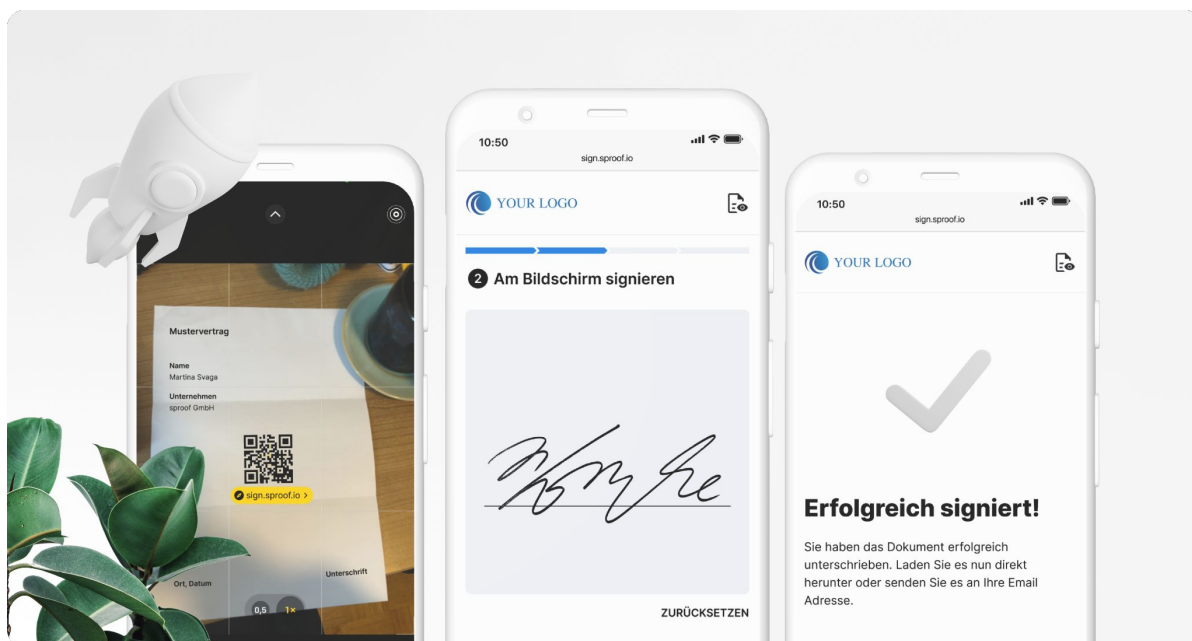 Mustervertrag
Name
Martina Svaga
Unternehmen
sproof GmbH
sign.sproof.io >
Ort, Datum
Unterschrift
0,5
1×
10:50
sign.sproof.io
YOUR LOGO
2 Am Bildschirm signieren
ZURÜCKSETZEN
10:50
sign.sproof.io
YOUR LOGO
Erfolgreich signiert!
Sie haben das Dokument erfolgreich
unterschrieben. Laden Sie es nun direkt
herunter oder senden Sie es an Ihre Email
Adresse.